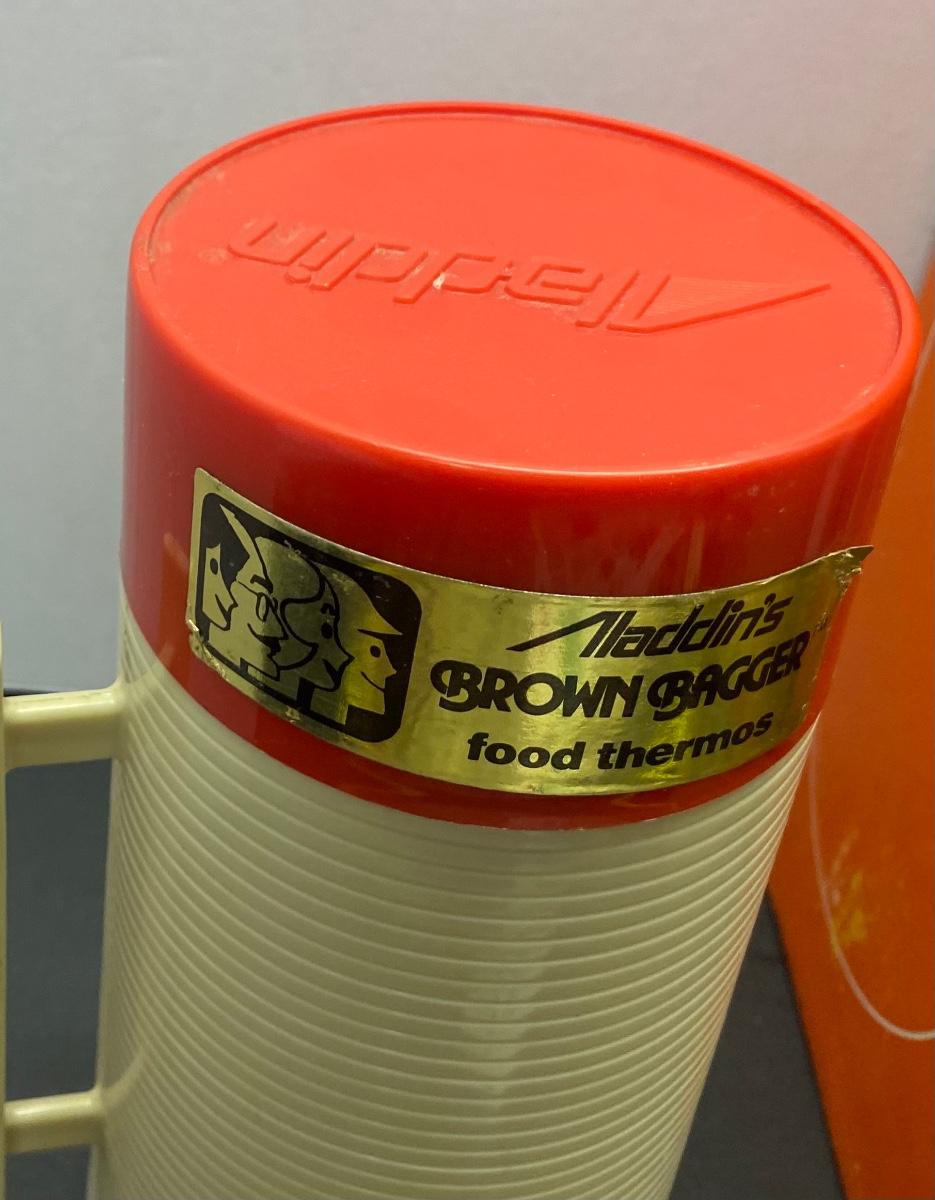 Aladdin
Aladdin's
BROWN BAGGER
food thermos